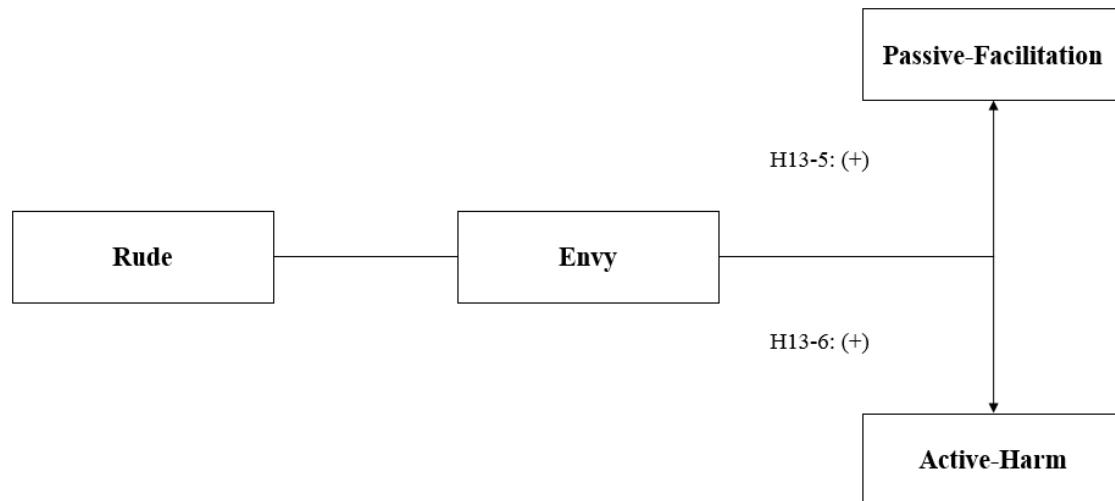 Passive-Facilitation
H13-5: (+)
Rude
Envy
H13-6: (+)
Active-Harm